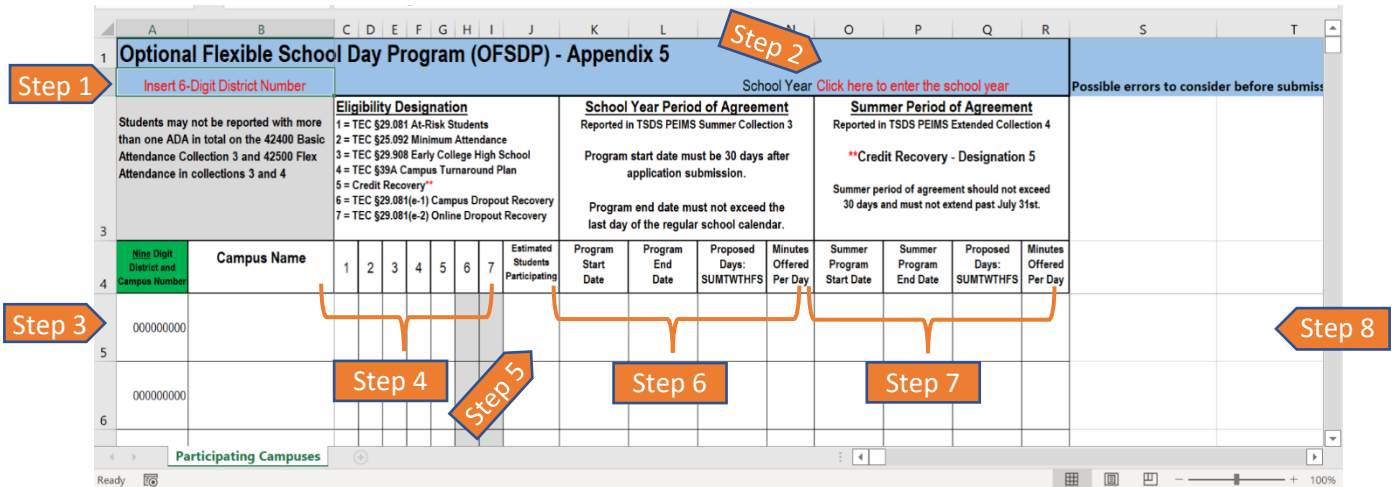 A B C D E F G H I J K L N O P Q R S T
Step 2
1 Optional Flexible School Day Program (OFSDP) - Appendix 5
Step 1
Insert 6-Digit District Number
School Year Click here to enter the school year
Possible errors to consider before submiss
Students may not be reported with more
than one ADA in total on the 42400 Basic
Attendance Collection 3 and 42500 Flex
Attendance in collections 3 and 4
Eligibility Designation
1 = TEC §29.081 At-Risk Students
2 = TEC §25.092 Minimum Attendance
3 = TEC §29.908 Early College High School
4 = TEC §39A Campus Turnaround Plan
5 = Credit Recovery**
6 = TEC §29.081(e-1) Campus Dropout Recovery
7 = TEC §29.081(e-2) Online Dropout Recovery
School Year Period of Agreement
Reported in TSDS PEIMS Summer Collection 3
Program start date must be 30 days after
application submission.
Program end date must not exceed the
last day of the regular school calendar.
Summer Period of Agreement
Reported in TSDS PEIMS Extended Collection 4
**Credit Recovery - Designation 5
Summer period of agreement should not exceed
30 days and must not extend past July
31st.
3
4
Nine Digit
District and
Campus Number
Campus Name
1 2 3 4 5 6 7
Estimated
Students
Participating
Program
Start
Date
Program
End
Date
Proposed
Days:
SUMTWTHFS
Minutes
Offered
Per Day
Summer
Program
Start Date
Summer
Program
End Date
Proposed
Days:
SUMTWTHFS
Minutes
Offered
Per Day
Step 3
000000000
5
Step 4
Step 5
Step 6
Step 7
Step 8
000000000
6
Participating Campuses
Ready
100%